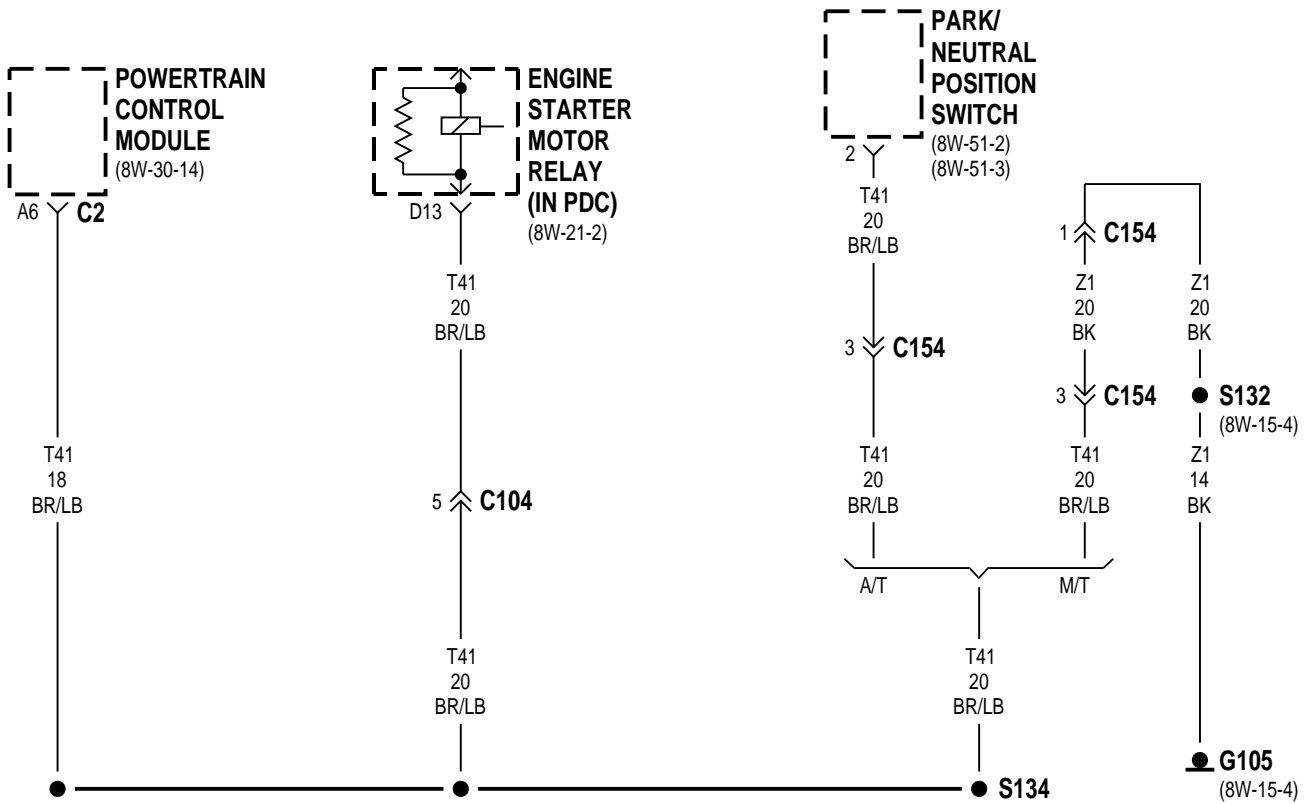 POWERTRAIN
CONTROL
MODULE
(8W-30-14)
A6
C2
T41
18
BR/LB
ENGINE
STARTER
MOTOR
RELAY
(IN PDC)
(8W-21-2)
D13
T41
20
BR/LB
5
C104
T41
20
BR/LB
PARK/
NEUTRAL
POSITION
SWITCH
(8W-51-2)
(8W-51-3)
2
T41
20
BR/LB
3
C154
T41
20
BR/LB
1
C154
Z1
20
BK
3
C154
T41
20
BR/LB
Z1
20
BK
S132
(8W-15-4)
Z1
14
BK
A/T
M/T
T41
20
BR/LB
S134
G105
(8W-15-4)